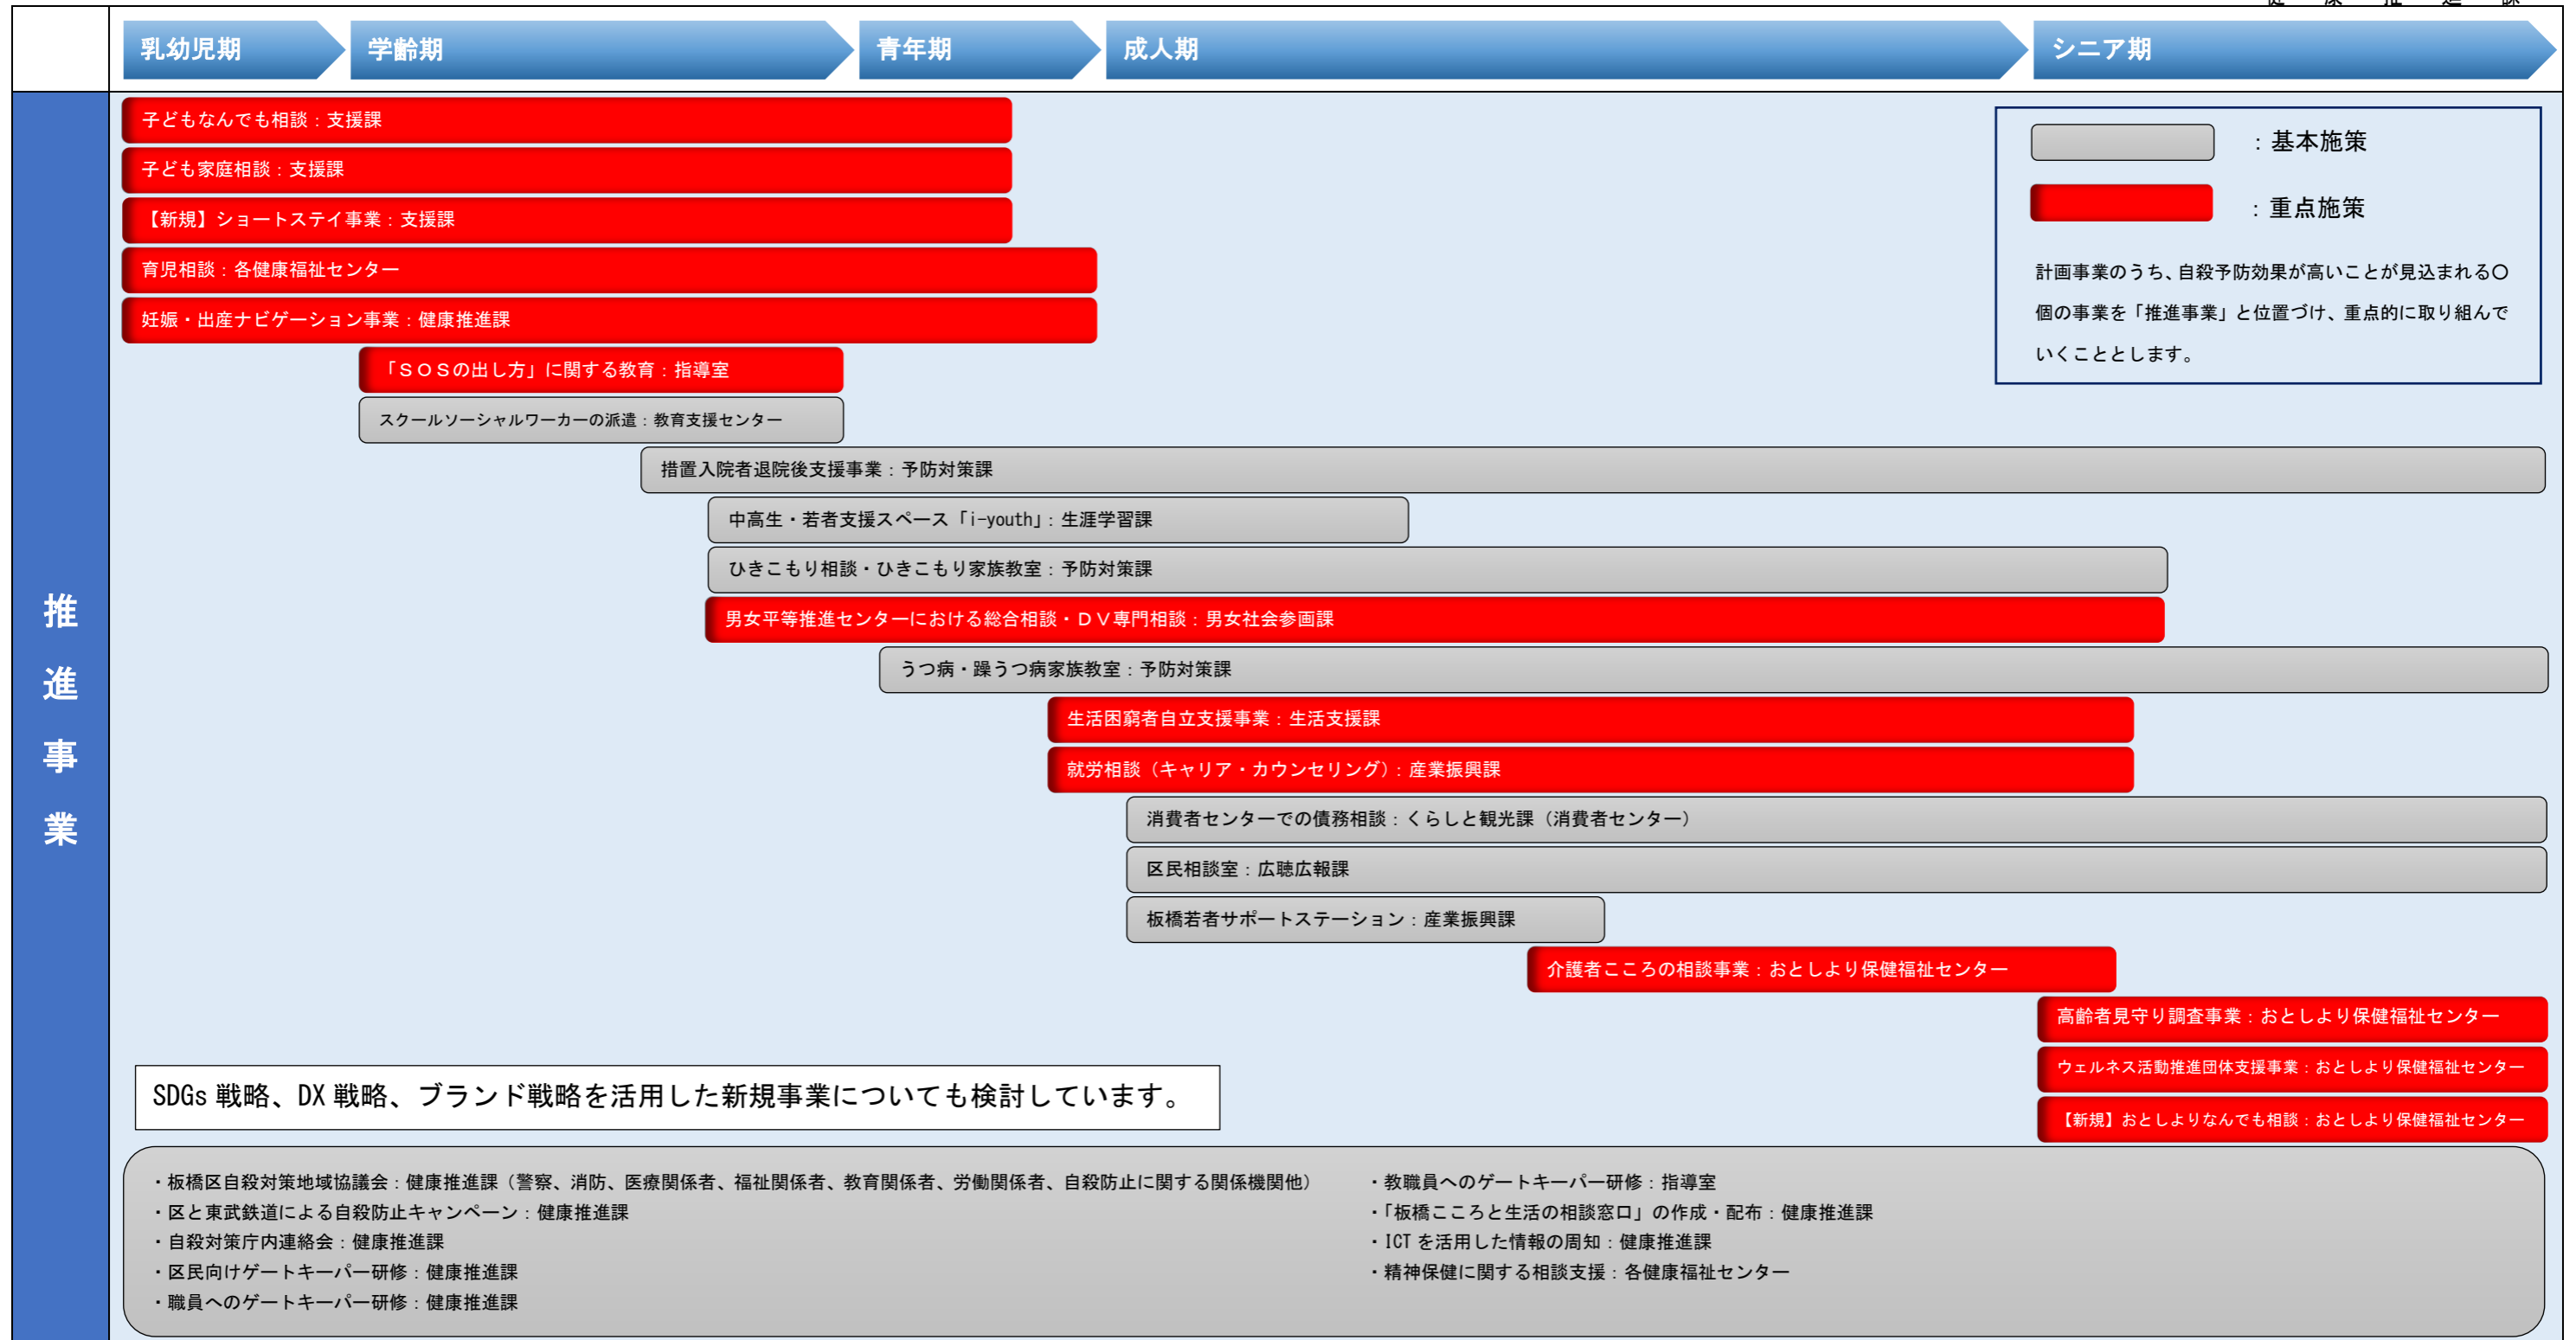 健康推進課
乳幼児期
学齢期
青年期
成人期
シニア期
推進事業
子どもなんでも相談：支援課
子ども家庭相談：支援課
【新規】ショートステイ事業：支援課
育児相談：各健康福祉センター
妊娠・出産ナビゲーション事業：健康推進課
「ＳＯＳの出し方」に関する教育：指導室
スクールソーシャルワーカーの派遣：教育支援センター
措置入院者退院後支援事業：予防対策課
中高生・若者支援スペース「i-youth」：生涯学習課
ひきこもり相談・ひきこもり家族教室：予防対策課
男女平等推進センターにおける総合相談・ＤＶ専門相談：男女社会参画課
うつ病・躁うつ病家族教室：予防対策課
生活困窮者自立支援事業：生活支援課
就労相談（キャリア・カウンセリング）：産業振興課
消費者センターでの債務相談：くらしと観光課（消費者センター）
区民相談室：広聴広報課
板橋若者サポートステーション：産業振興課
介護者こころの相談事業：おとしより保健福祉センター
高齢者見守り調査事業：おとしより保健福祉センター
ウェルネス活動推進団体支援事業：おとしより保健福祉センター
【新規】おとしよりなんでも相談：おとしより保健福祉センター
：基本施策
：重点施策
計画事業のうち、自殺予防効果が高いことが見込まれる〇
個の事業を「推進事業」と位置づけ、重点的に取り組んで
いくこととします。
SDGs 戦略、DX 戦略、ブランド戦略を活用した新規事業についても検討しています。
・板橋区自殺対策地域協議会：健康推進課（警察、消防、医療関係者、福祉関係者、教育関係者、労働関係者、自殺防止に関する関係機関他）
・区と東武鉄道による自殺防止キャンペーン：健康推進課
・自殺対策庁内連絡会：健康推進課
・区民向けゲートキーパー研修：健康推進課
・職員へのゲートキーパー研修：健康推進課
・教職員へのゲートキーパー研修：指導室
・「板橋こころと生活の相談窓口」の作成・配布：健康推進課
・ICT を活用した情報の周知：健康推進課
・精神保健に関する相談支援：各健康福祉センター